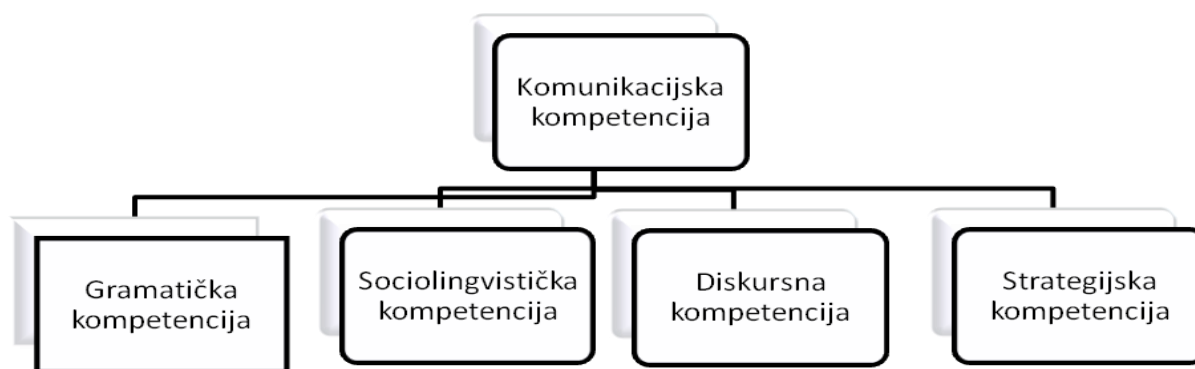 Komunikacijska
kompetencija
Gramatička
kompetencija
Sociolingvistička
kompetencija
Diskursna
kompetencija
Strategijska
kompetencija